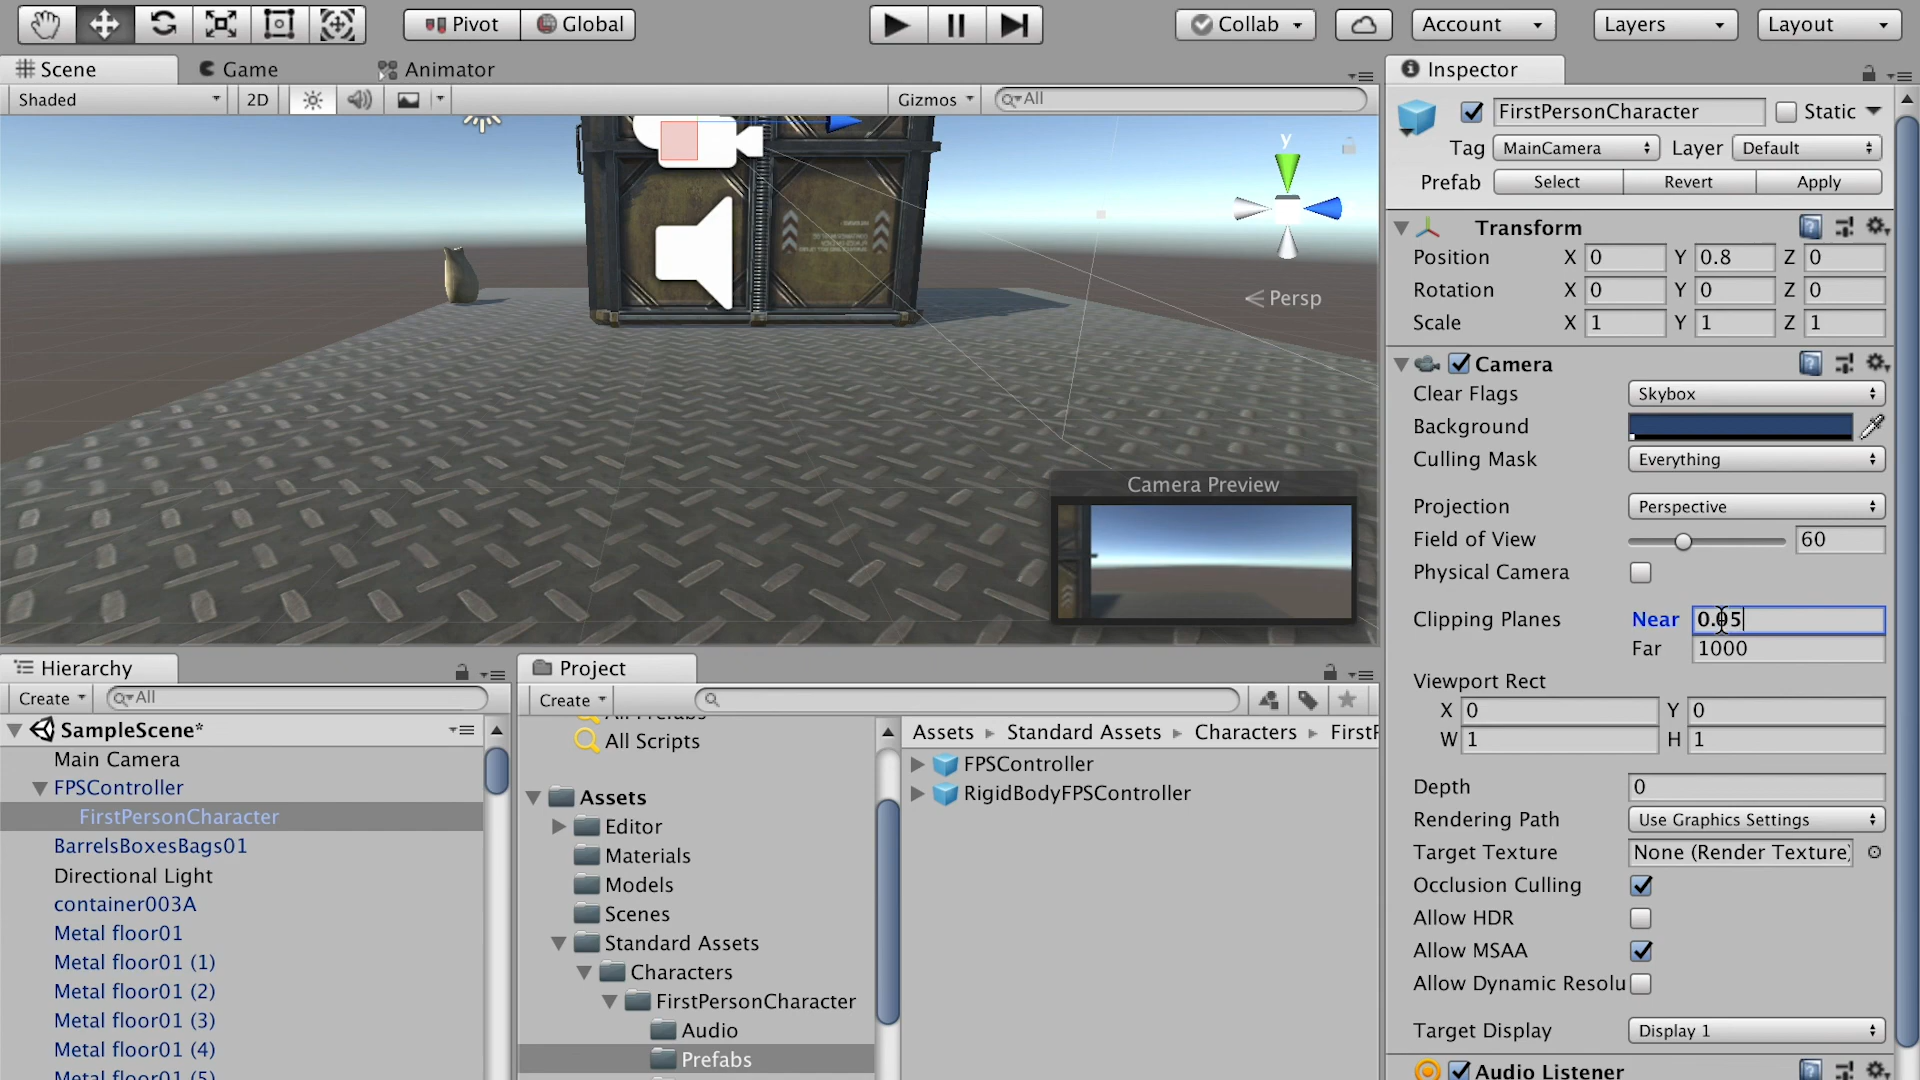 Pivot Global Collab Account Layers Layout
Scene Game Animator
Shaded 2D Gizmos All
y
Persp
Camera Preview
Inspector
FirstPersonCharacter Static
Tag MainCamera Layer Default
Prefab Select Revert Apply
Transform
Position X 0 Y 0.8 Z 0
Rotation X 0 Y 0 Z 0
Scale X 1 Y 1 Z 1
Camera
Clear Flags Skybox
Background
Culling Mask Everything
Projection Perspective
Field of View 60
Physical Camera
Clipping Planes Near 0.05
Far 1000
Viewport Rect
X 0 Y 0
W 1 H 1
Depth 0
Rendering Path Use Graphics Settings
Target Texture None (Render Texture)
Occlusion Culling
Allow HDR
Allow MSAA
Allow Dynamic Resolu
Target Display Display 1
Audio Listener
Hierarchy
Create All
SampleScene*
Main Camera
FPSController
FirstPersonCharacter
BarrelsBoxesBags01
Directional Light
container003A
Metal floor01
Metal floor01 (1)
Metal floor01 (2)
Metal floor01 (3)
Metal floor01 (4)
Metal floor01 (5)
Project
Create
All Prefabs
All Scripts
Assets
Editor
Materials
Models
Scenes
Standard Assets
Characters
FirstPersonCharacter
Audio
Prefabs
Assets Standard Assets Characters FirstP
FPSController
RigidBodyFPSController